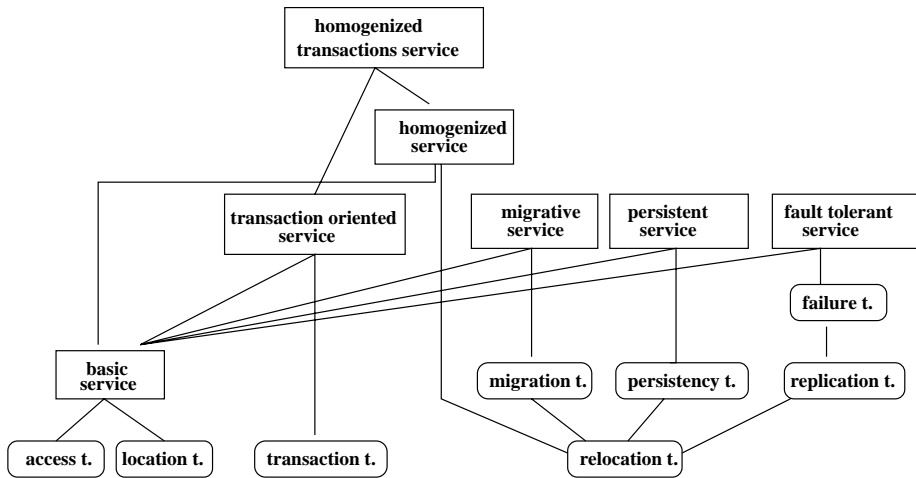 homogenized
transactions service
homogenized
service
transaction oriented
service
migrative
service
persistent
service
fault tolerant
service
failure t.
basic
service
migration t.
persistency t.
replication t.
access t.
location t.
transaction t.
relocation t.